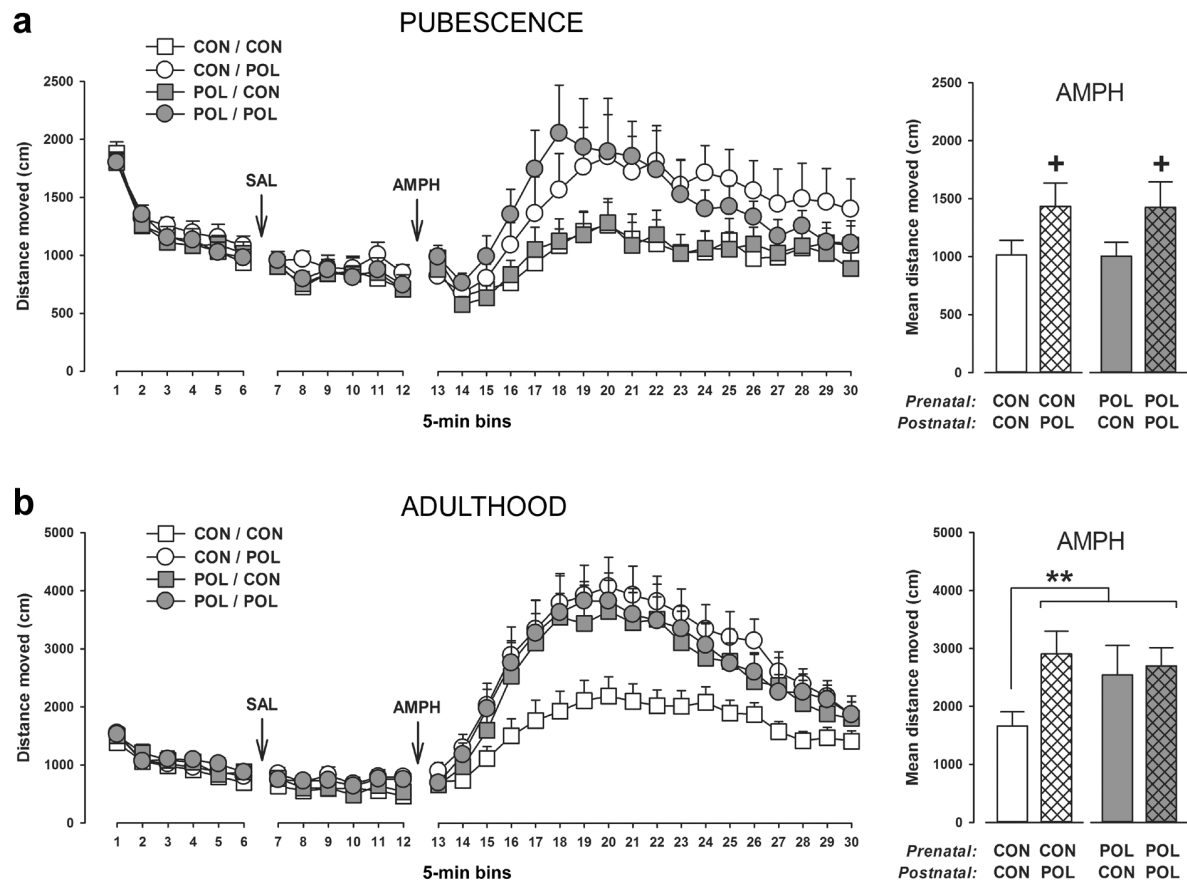 a
PUBESCENCE
CON / CON
CON / POL
POL / CON
POL / POL
Distance moved (cm)
2500
2000
1500
1000
500
0
SAL
AMPH
1 2 3 4 5 6 7 8 9 10 11 12 13 14 15 16 17 18 19 20 21 22 23 24 25 26 27 28 29 30
5-min bins
AMPH
Mean distance moved (cm)
2500
2000
1500
1000
500
0
+ +
Prenatal: CON CON POL POL
Postnatal: CON POL CON POL
b
ADULTHOOD
CON / CON
CON / POL
POL / CON
POL / POL
Distance moved (cm)
5000
4000
3000
2000
1000
0
SAL
AMPH
1 2 3 4 5 6 7 8 9 10 11 12 13 14 15 16 17 18 19 20 21 22 23 24 25 26 27 28 29 30
5-min bins
AMPH
Mean distance moved (cm)
5000
4000
3000
2000
1000
0
**
Prenatal: CON CON POL POL
Postnatal: CON POL CON POL